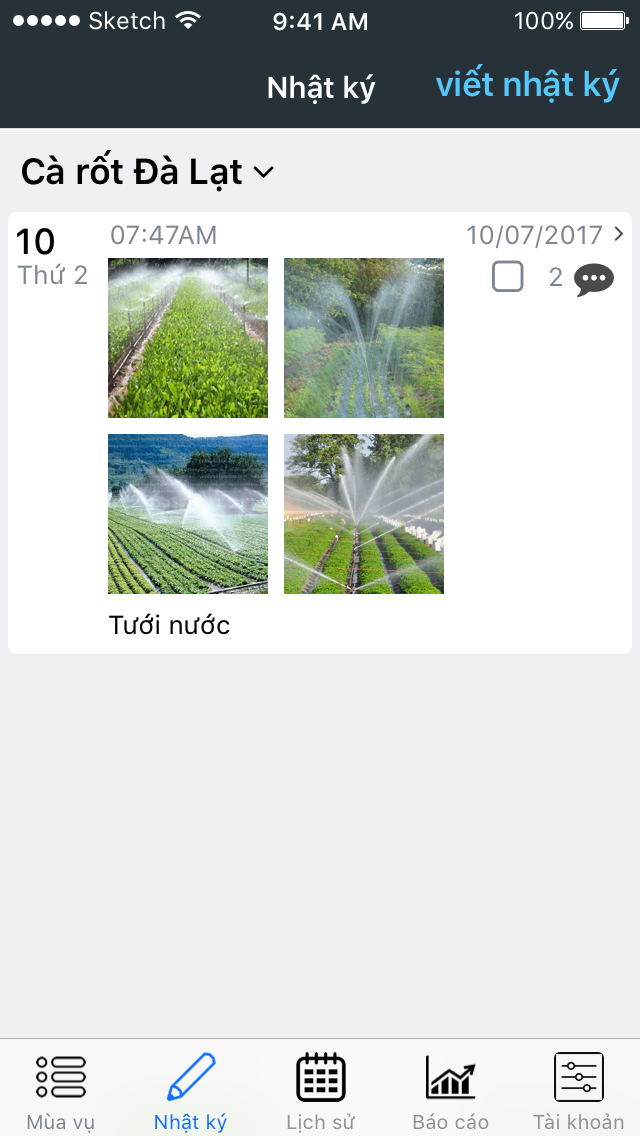 Sketch 9:41 AM 100%
Nhật ký viết nhật ký
Cà rốt Đà Lạt
10 07:47AM 10/07/2017
Thứ 2 2
Tưới nước
Mùa vụ Nhật ký Lịch sử Báo cáo Tài khoản